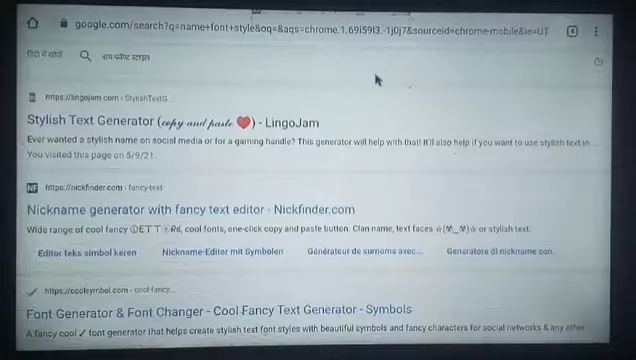 google.com/search?q=name+font+style&oq=&aqs=chrome.1.69i59l3.-1j0j7&sourceid=chrome-mobile&ie=UT
4
हिंदी में खोजें
https://lingojam.com › StylishTextG...
Stylish Text Generator (𝓬𝓸𝓹𝔂 𝓪𝓷𝓭 𝓹𝓪𝓼𝓽𝓮 ❤️) - LingoJam
Ever wanted a stylish name on social media or for a gaming handle? This generator will help with that! It'll also help if you want to use stylish text in ...
You visited this page on 5/9/21.
NF https://nickfinder.com › fancy-text
Nickname generator with fancy text editor · Nickfinder.com
Wide range of cool fancy cool fonts, one-click copy and paste button. Clan name, text faces ☆(☢_☢)☆ or stylish text.
Editor teks simbol keren Nickname-Editor mit Symbolen Générateur de surnoms avec... Generatore di nickname con
https://coolsymbol.com › cool-fancy...
Font Generator & Font Changer - Cool Fancy Text Generator - Symbols
A fancy cool ✓ font generator that helps create stylish text font styles with beautiful symbols and fancy characters for social networks & any other